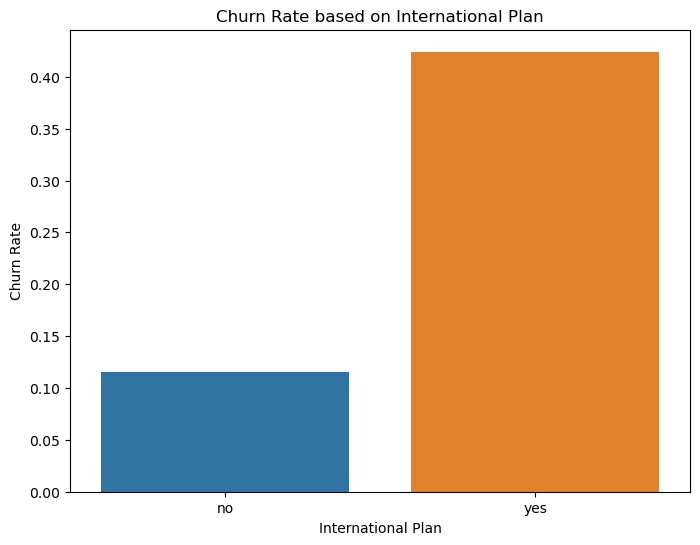 Churn Rate based on International Plan
0.40
0.35
0.30
0.25
0.20
0.15
0.10
0.05
0.00
Churn Rate
no yes
International Plan